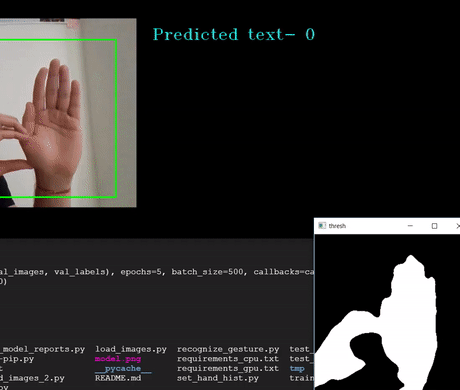 Predicted text- 0
thresh
al_images, val_labels), epochs=5, batch_size=500, callbacks=ca
0)
_model_reports.py load_images.py recognize_gesture.py test_
-pip.py model.png requirements_cpu.txt test_
t __pycache__ requirements_gpu.txt tmp
d_images_2.py README.md set_hand_hist.py train
py